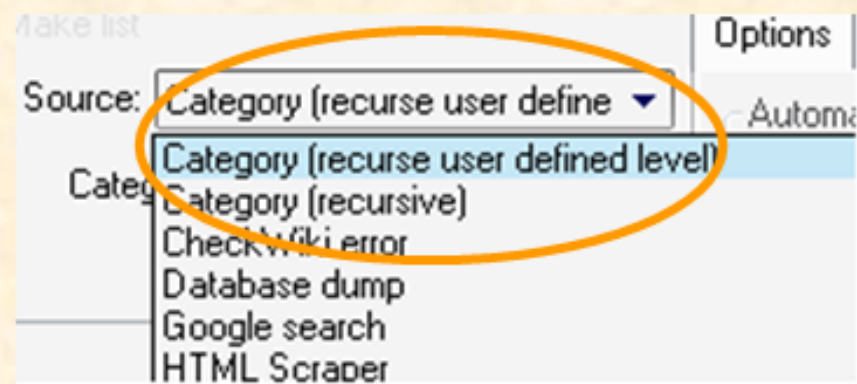 Make list
Options
Source: Category (recurse user define
Automa
Category (recurse user defined level)
Categ
Category (recursive)
CheckWiki error
Database dump
Google search
HTML Scraper